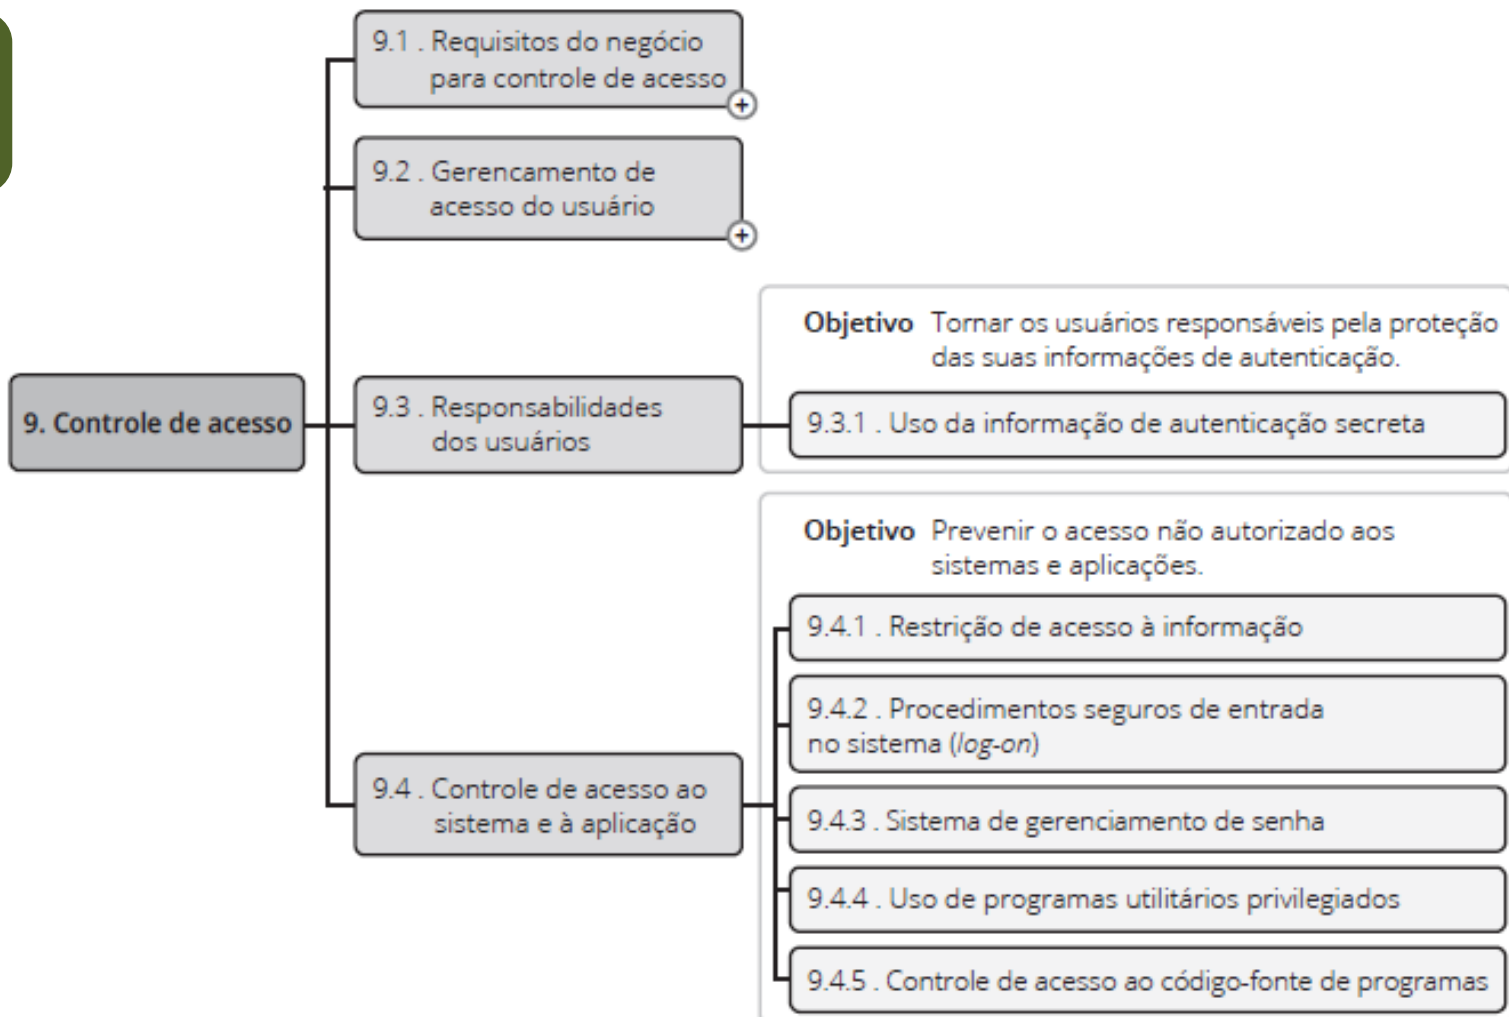 9.1 . Requisitos do negócio
para controle de acesso
+
9.2 . Gerencamento de
acesso do usuário
+
9. Controle de acesso
9.3 . Responsabilidades
dos usuários
Objetivo Tornar os usuários responsáveis pela proteção
das suas informações de autenticação.
9.3.1 . Uso da informação de autenticação secreta
9.4 . Controle de acesso ao
sistema e à aplicação
Objetivo Prevenir o acesso não autorizado aos
sistemas e aplicações.
9.4.1 . Restrição de acesso à informação
9.4.2 . Procedimentos seguros de entrada
no sistema (log-on)
9.4.3 . Sistema de gerenciamento de senha
9.4.4 . Uso de programas utilitários privilegiados
9.4.5 . Controle de acesso ao código-fonte de programas